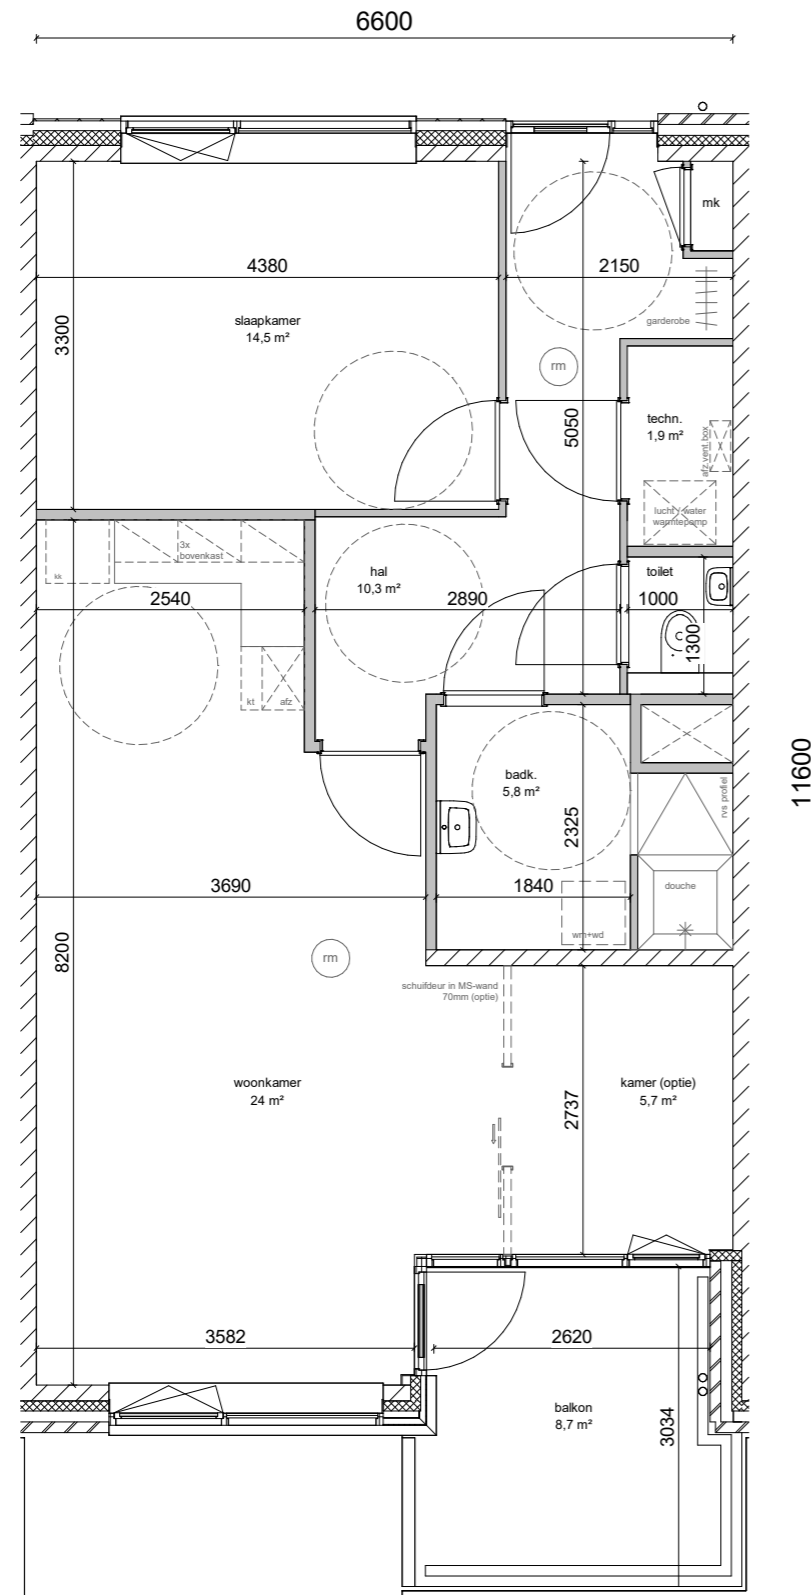 6600
mk
4380
2150
slaapkamer
14,5 m²
garderobe
3300
rm
5050
techn.
1,9 m²
afz.vent.box
lucht / water
warmtepomp
3x
bovenkast
kk
hal
10,3 m²
toilet
2540
2890
1000
1300
kt
afz
11600
badk.
5,8 m²
rvs profiel
2325
3690
1840
douche
wm+wd
8200
rm
schuifdeur in MS-wand
70mm (optie)
woonkamer
24 m²
kamer (optie)
5,7 m²
2737
3582
2620
balkon
8,7 m²
3034